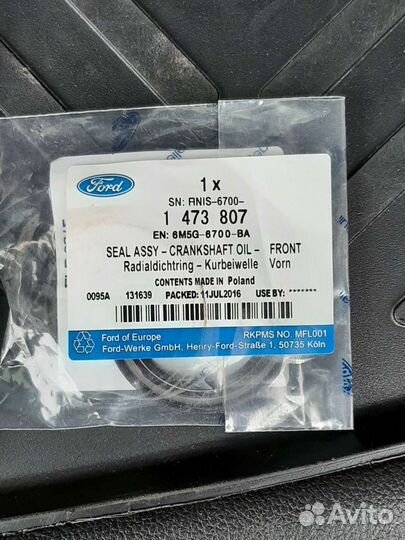 Ford
1 x
SN: RNIS-6700-
1 473 807
EN: 6M5G-6700-BA
SEAL ASSY - CRANKSHAFT OIL - FRONT
Radialdichtring - Kurbelwelle Vorn
CONTENTS MADE IN Poland
0095A 131639 PACKED: 11JUL2016 USE BY: *******
Ford of Europe RKPMS NO. MFL001
Ford-Werke GmbH, Henry-Ford-Straße 1, 50735 Köln
Avito